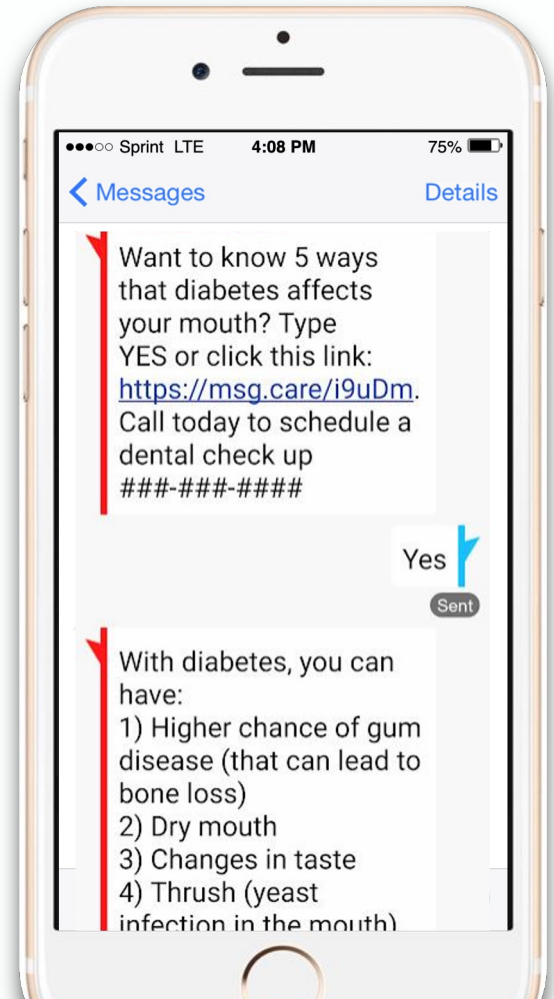 Sprint LTE 4:08 PM 75%
Messages Details
Want to know 5 ways
that diabetes affects
your mouth? Type
YES or click this link:
https://msg.care/i9uDm.
Call today to schedule a
dental check up
###-###-####
Yes
Sent
With diabetes, you can
have:
1) Higher chance of gum
disease (that can lead to
bone loss)
2) Dry mouth
3) Changes in taste
4) Thrush (yeast
infection in the mouth)